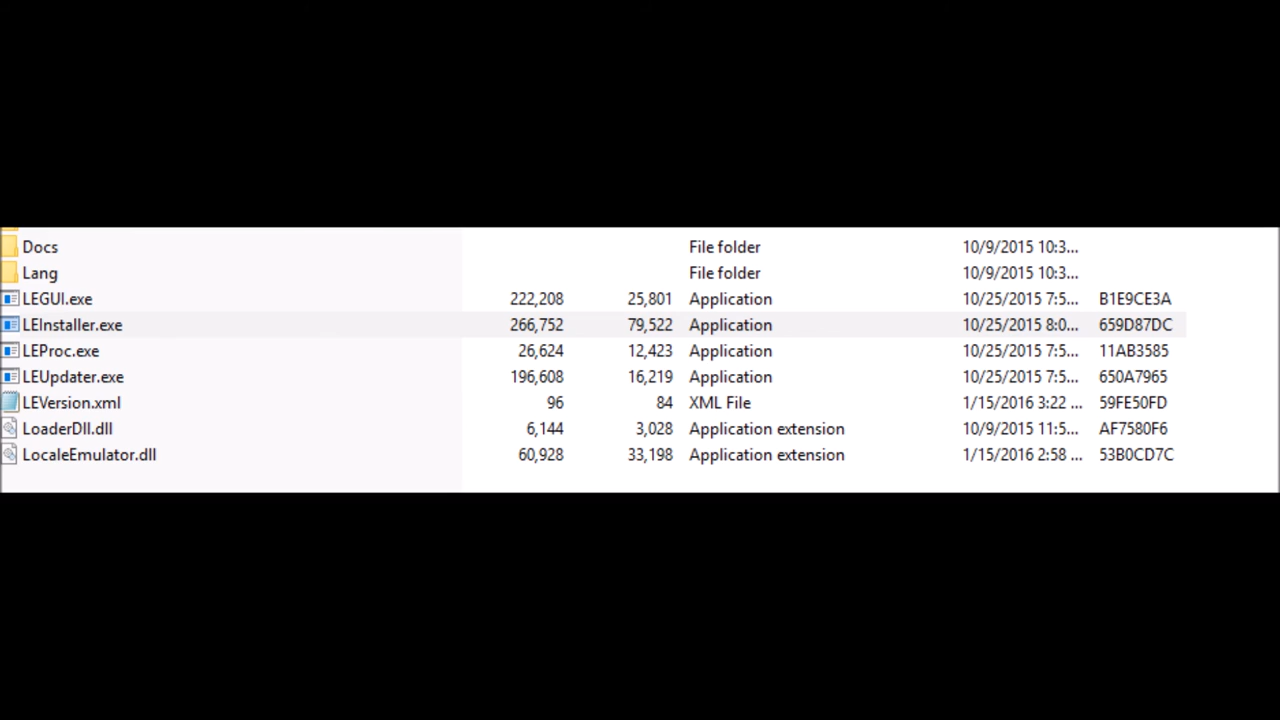 Docs File folder 10/9/2015 10:3...
Lang File folder 10/9/2015 10:3...
LEGUI.exe 222,208 25,801 Application 10/25/2015 7:5... B1E9CE3A
LEInstaller.exe 266,752 79,522 Application 10/25/2015 8:0... 659D87DC
LEProc.exe 26,624 12,423 Application 10/25/2015 7:5... 11AB3585
LEUpdater.exe 196,608 16,219 Application 10/25/2015 7:5... 650A7965
LEVersion.xml 96 84 XML File 1/15/2016 3:22 ... 59FE50FD
LoaderDll.dll 6,144 3,028 Application extension 10/9/2015 11:5... AF7580F6
LocaleEmulator.dll 60,928 33,198 Application extension 1/15/2016 2:58 ... 53B0CD7C